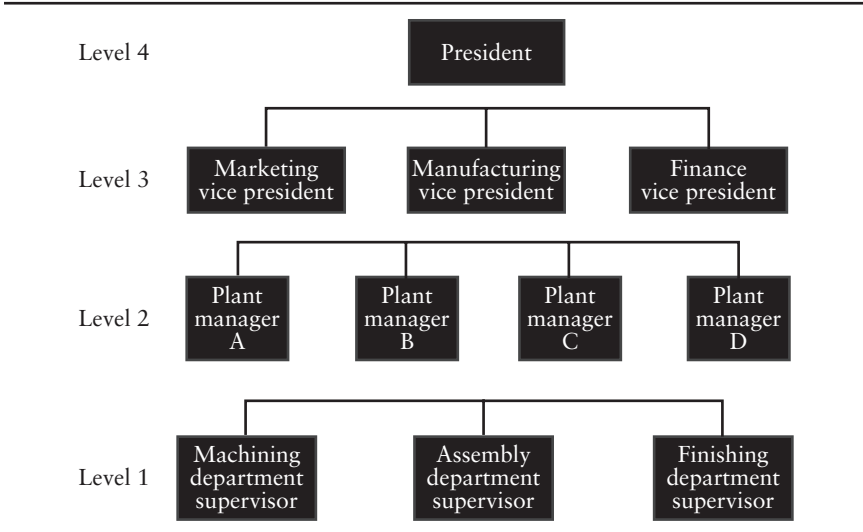 Level 4
President
Level 3
Marketing
vice president
Manufacturing
vice president
Finance
vice president
Level 2
Plant
manager
A
Plant
manager
B
Plant
manager
C
Plant
manager
D
Level 1
Machining
department
supervisor
Assembly
department
supervisor
Finishing
department
supervisor